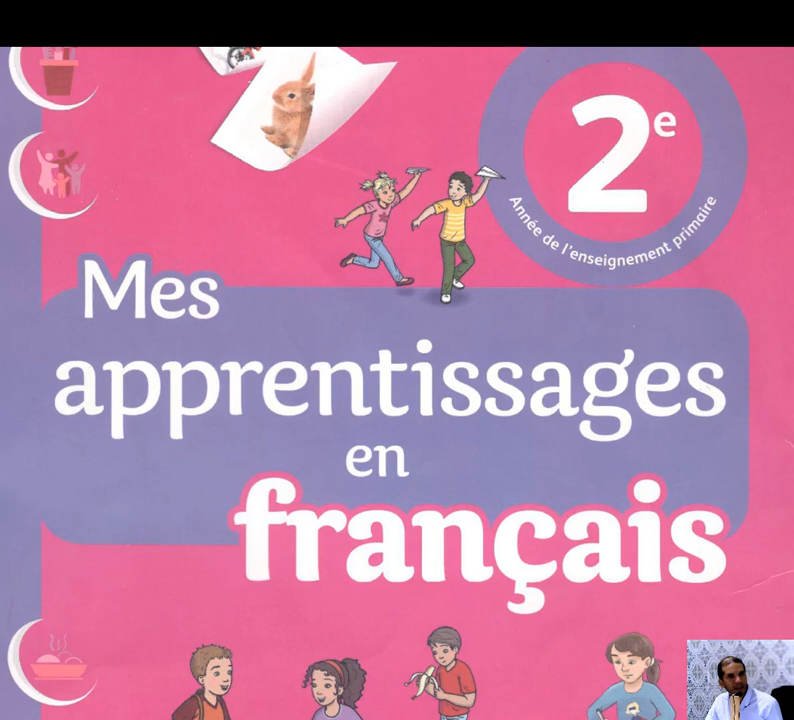 2e
Année de l'enseignement primaire
Mes
apprentissages
en
français